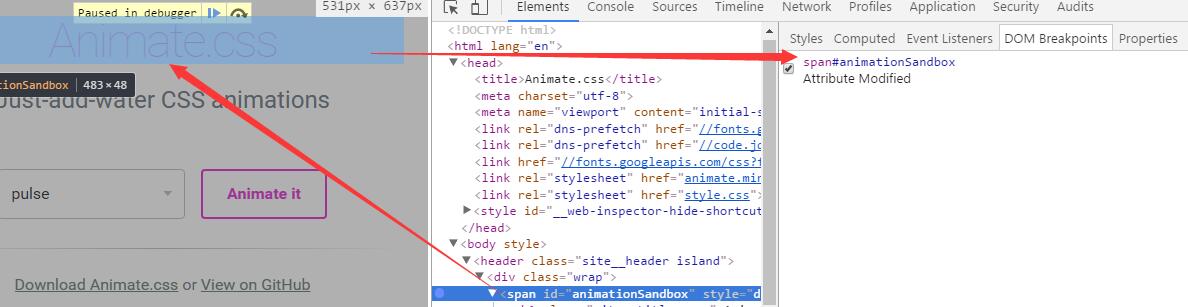 Paused in debugger
531px × 637px
Animate.css
tionSandbox 483×48
Just-add-water CSS animations
pulse
Animate it
Download Animate.css or View on GitHub
Elements Console Sources Timeline Network Profiles Application Security Audits
<!DOCTYPE html>
<html lang="en">
<head>
<title>Animate.css</title>
<meta charset="utf-8">
<meta name="viewport" content="initial-s
<link rel="dns-prefetch" href="//fonts.g
<link rel="dns-prefetch" href="//code.jq
<link href="//fonts.googleapis.com/css?f
<link rel="stylesheet" href="animate.min
<link rel="stylesheet" href="style.css">
<style id="__web-inspector-hide-shortcut
</head>
<body style>
<header class="site__header island">
<div class="wrap">
<span id="animationSandbox" style="d
Styles Computed Event Listeners DOM Breakpoints Properties
span#animationSandbox
Attribute Modified